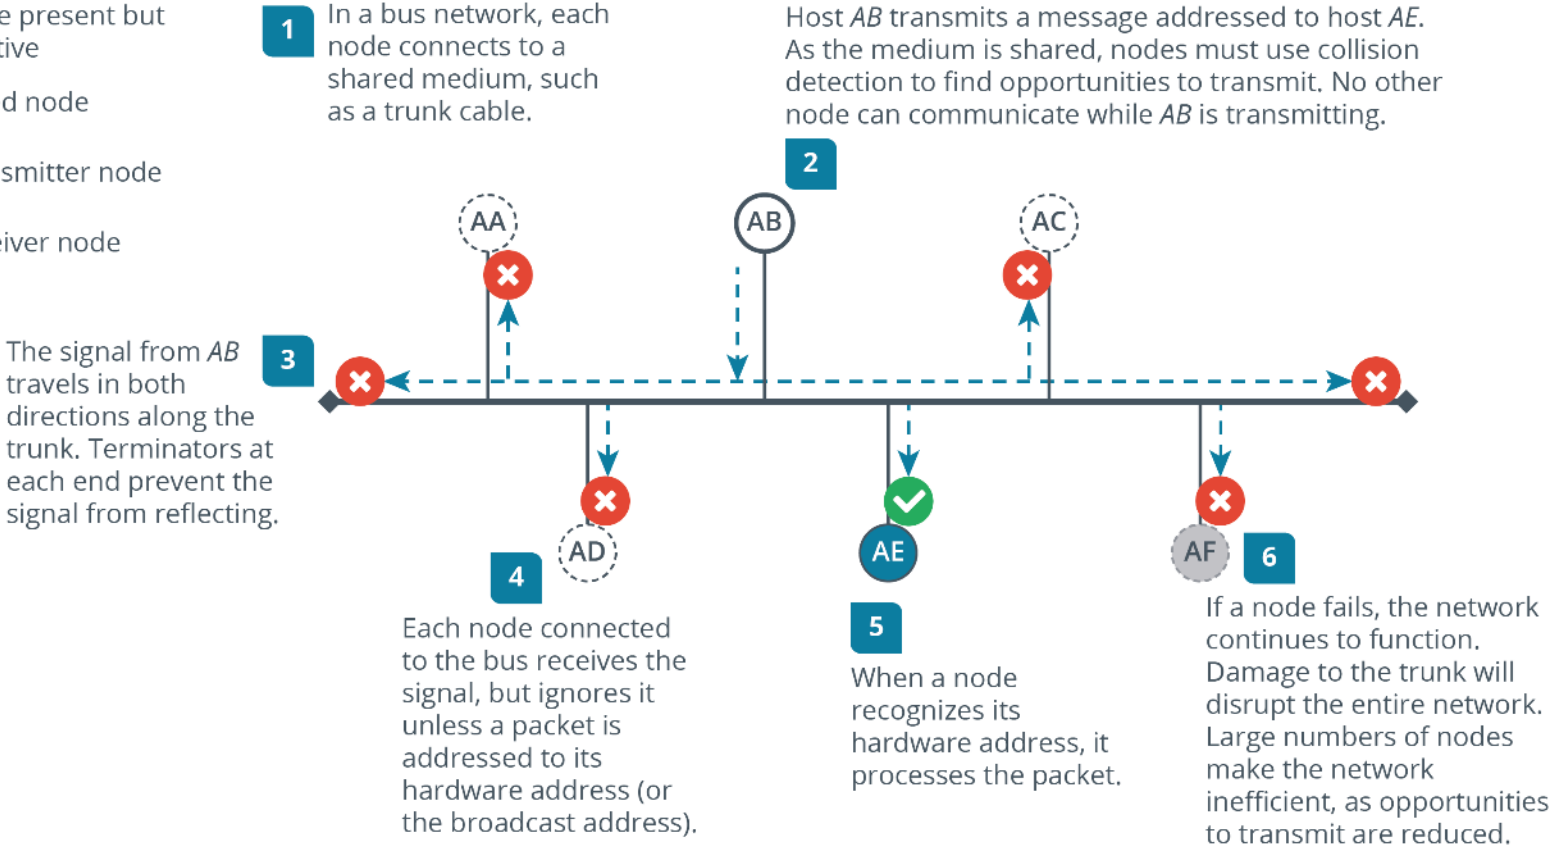 e present but
tive
d node
smitter node
eiver node
1
In a bus network, each
node connects to a
shared medium, such
as a trunk cable.
Host AB transmits a message addressed to host AE.
As the medium is shared, nodes must use collision
detection to find opportunities to transmit. No other
node can communicate while AB is transmitting.
2
AA
AB
AC
3
The signal from AB
travels in both
directions along the
trunk. Terminators at
each end prevent the
signal from reflecting.
AD
AE
AF
4
Each node connected
to the bus receives the
signal, but ignores it
unless a packet is
addressed to its
hardware address (or
the broadcast address).
5
When a node
recognizes its
hardware address, it
processes the packet.
6
If a node fails, the network
continues to function.
Damage to the trunk will
disrupt the entire network.
Large numbers of nodes
make the network
inefficient, as opportunities
to transmit are reduced.